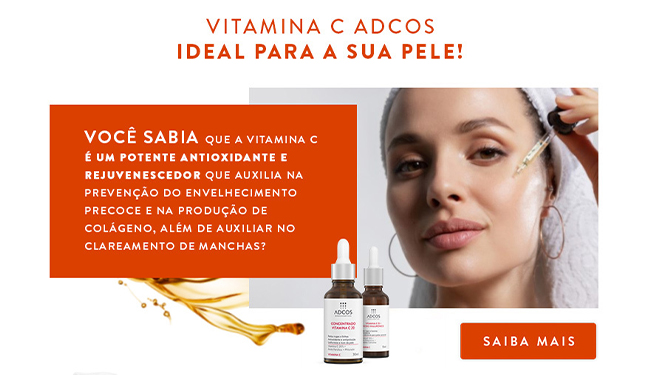 VITAMINA C ADCOS
IDEAL PARA A SUA PELE!
VOCÊ SABIA QUE A VITAMINA C
É UM POTENTE ANTIOXIDANTE E
REJUVENESCEDOR QUE AUXILIA NA
PREVENÇÃO DO ENVELHECIMENTO
PRECOCE E NA PRODUÇÃO DE
COLÁGENO, ALÉM DE AUXILIAR NO
CLAREAMENTO DE MANCHAS?
ADCOS
CONCENTRADO
VITAMINA C 20
ADCOS
SAIBA MAIS